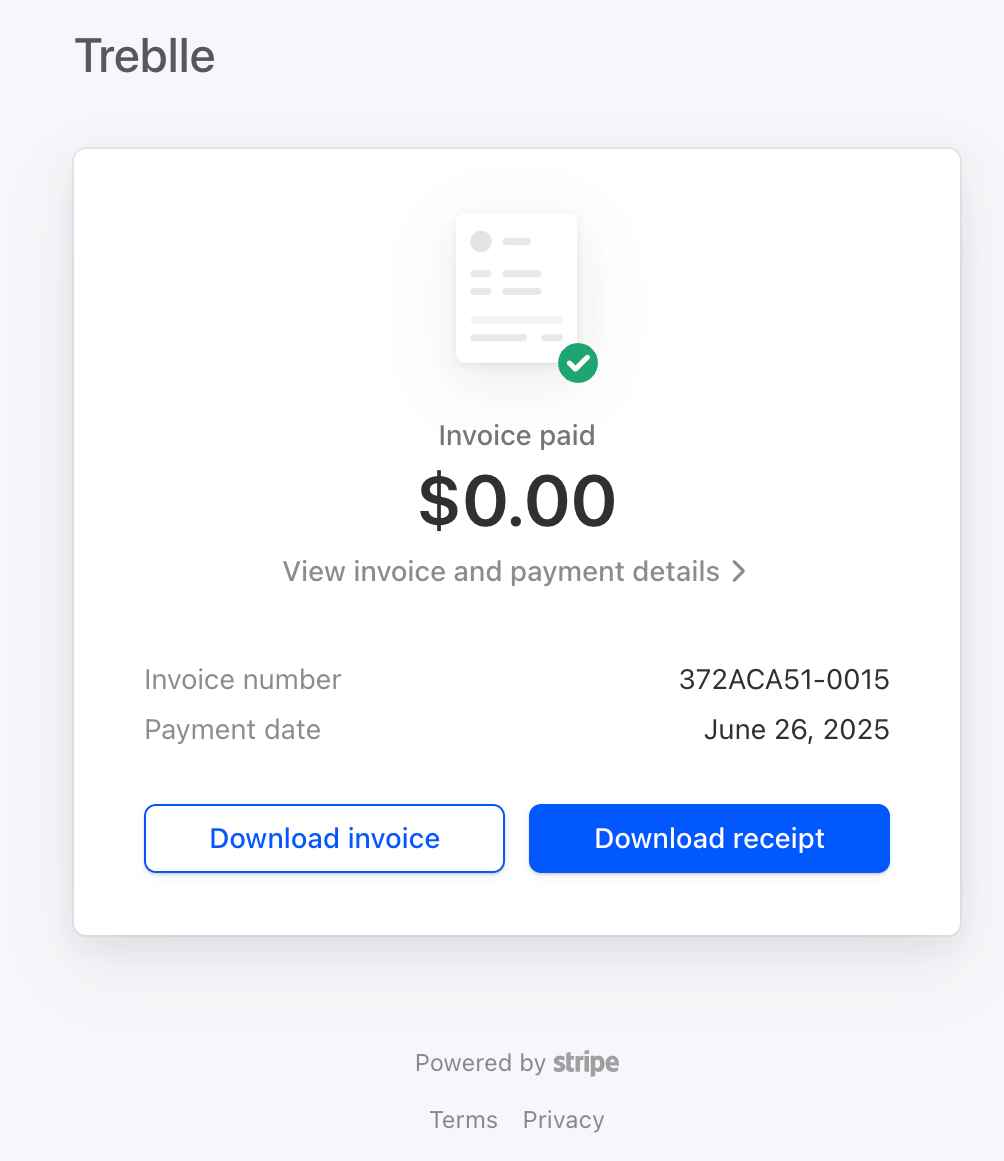 Treblle
Invoice paid
$0.00
View invoice and payment details
Invoice number 372ACA51-0015
Payment date June 26, 2025
Download invoice Download receipt
Powered by stripe
Terms Privacy